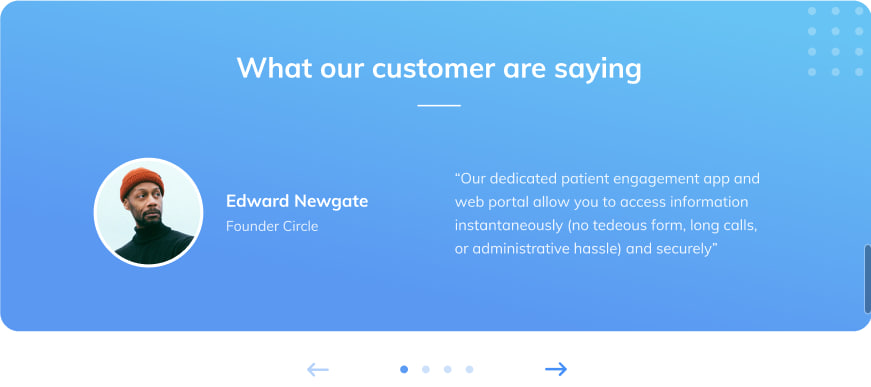 What our customer are saying
Edward Newgate
Founder Circle
“Our dedicated patient engagement app and
web portal allow you to access information
instantaneously (no tedeous form, long calls,
or administrative hassle) and securely”